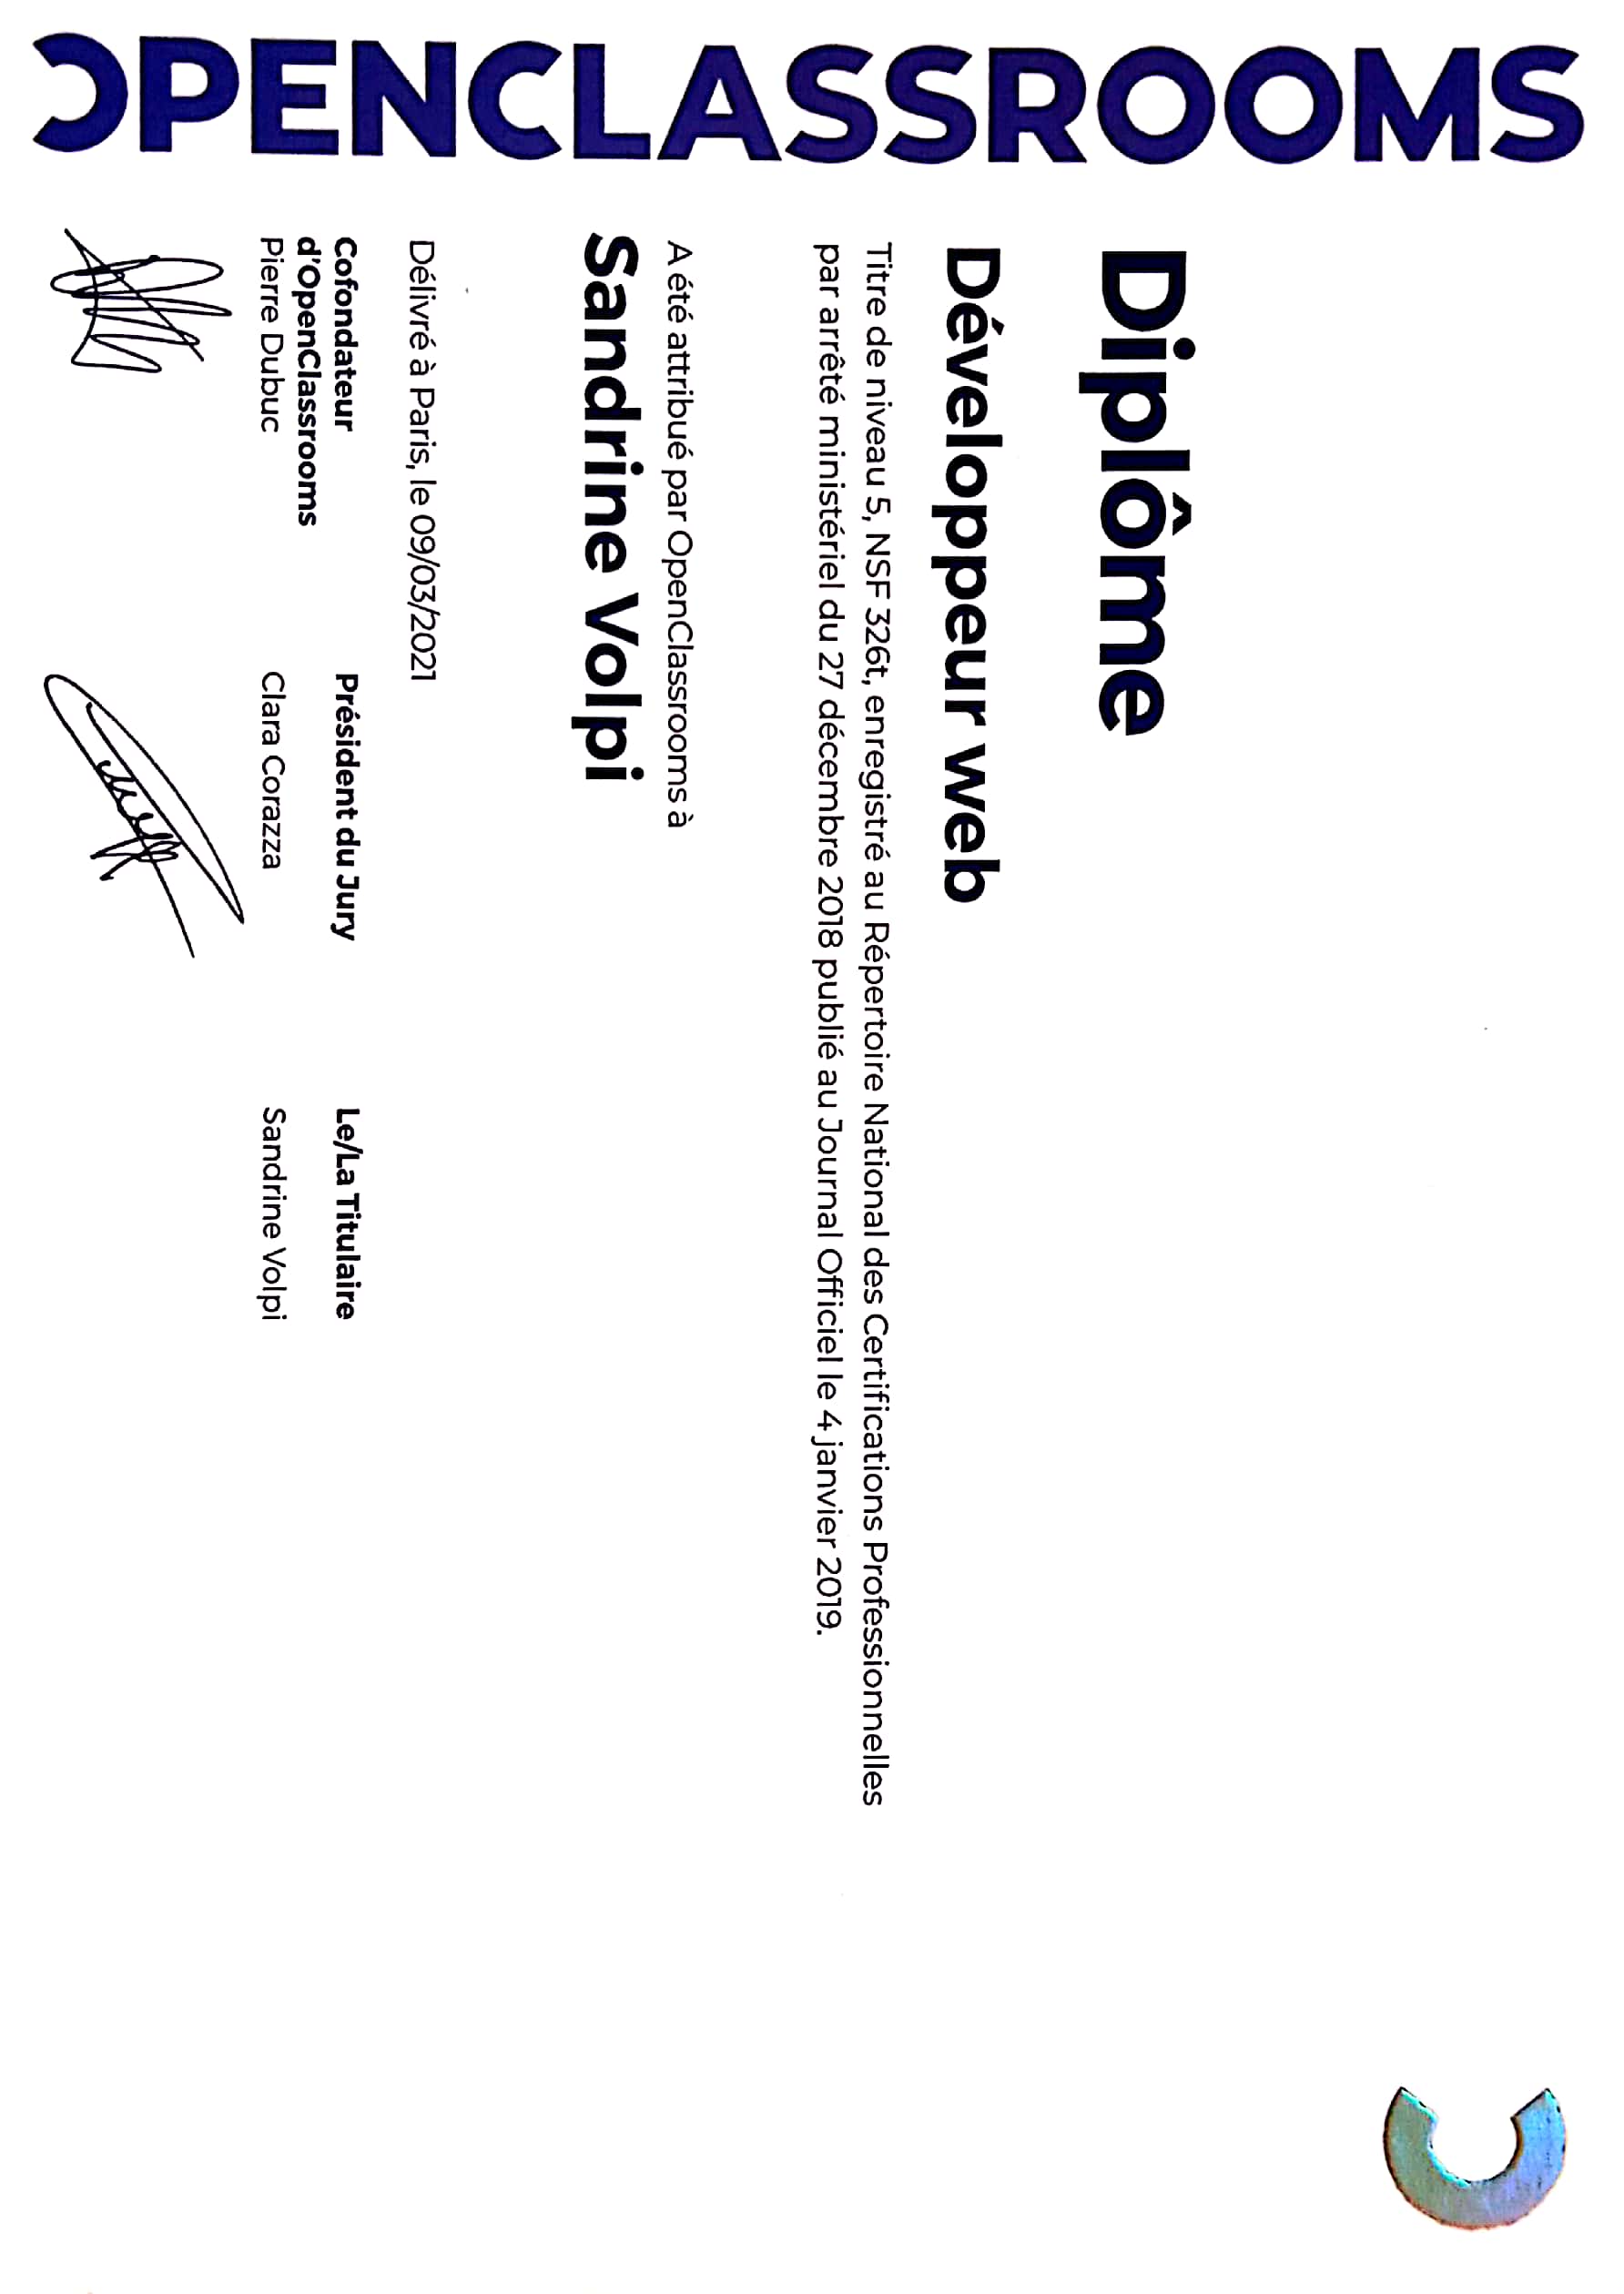 OPENCLASSROOMS
Diplôme
Développeur web
Titre de niveau 5, NSF 326t, enregistré au Répertoire National des Certifications Professionnelles
par arrêté ministériel du 27 décembre 2018 publié au Journal Officiel le 4 janvier 2019.
A été attribué par OpenClassrooms à
Sandrine Volpi
Délivré à Paris, le 09/03/2021
Cofondateur
d'OpenClassrooms
Pierre Dubuc
Président du Jury
Clara Corazza
Le/La Titulaire
Sandrine Volpi